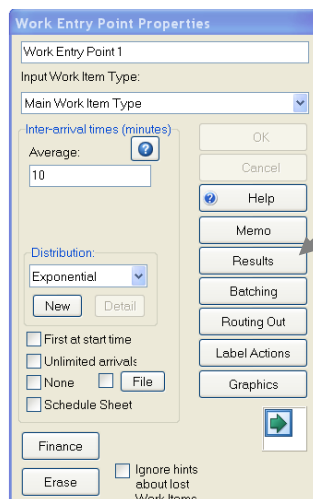 Work Entry Point Properties
Work Entry Point 1
Input Work Item Type:
Main Work Item Type
Inter-arrival times (minutes)
Average:
?
10
Distribution:
Exponential
New
Detail
First at start time
Unlimited arrivals
None
File
Schedule Sheet
OK
Cancel
? Help
Memo
Results
Batching
Routing Out
Label Actions
Graphics
Finance
Erase
Ignore hints
about lost
Work Items